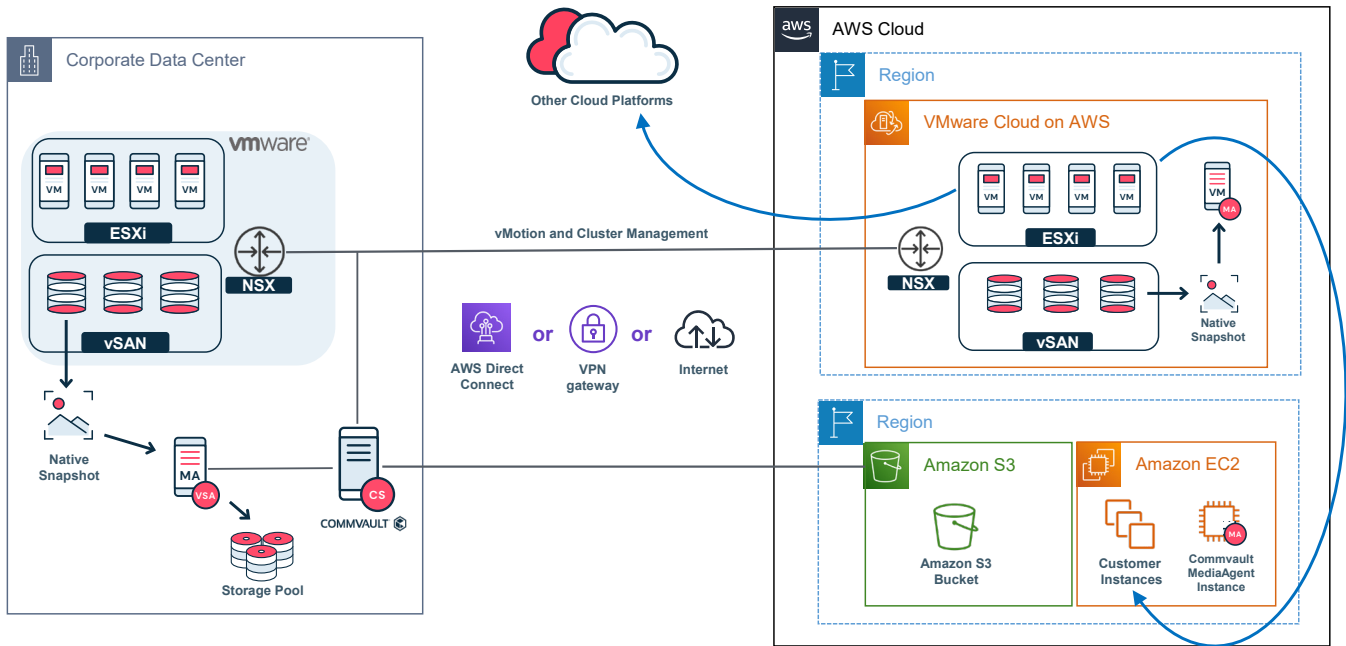 Corporate Data Center
vmware®
VM VM VM VM
ESXi
NSX
vSAN
Native
Snapshot
MA
VSA
CS
COMMVAULT
Storage Pool
Other Cloud Platforms
vMotion and Cluster Management
AWS Direct
Connect
or
VPN
gateway
or
Internet
aws
AWS Cloud
Region
VMware Cloud on AWS
VM VM VM VM
ESXi
VM
MA
NSX
vSAN
Native
Snapshot
Region
Amazon S3
Amazon S3
Bucket
Amazon EC2
Customer
Instances
MA
Commvault
MediaAgent
Instance